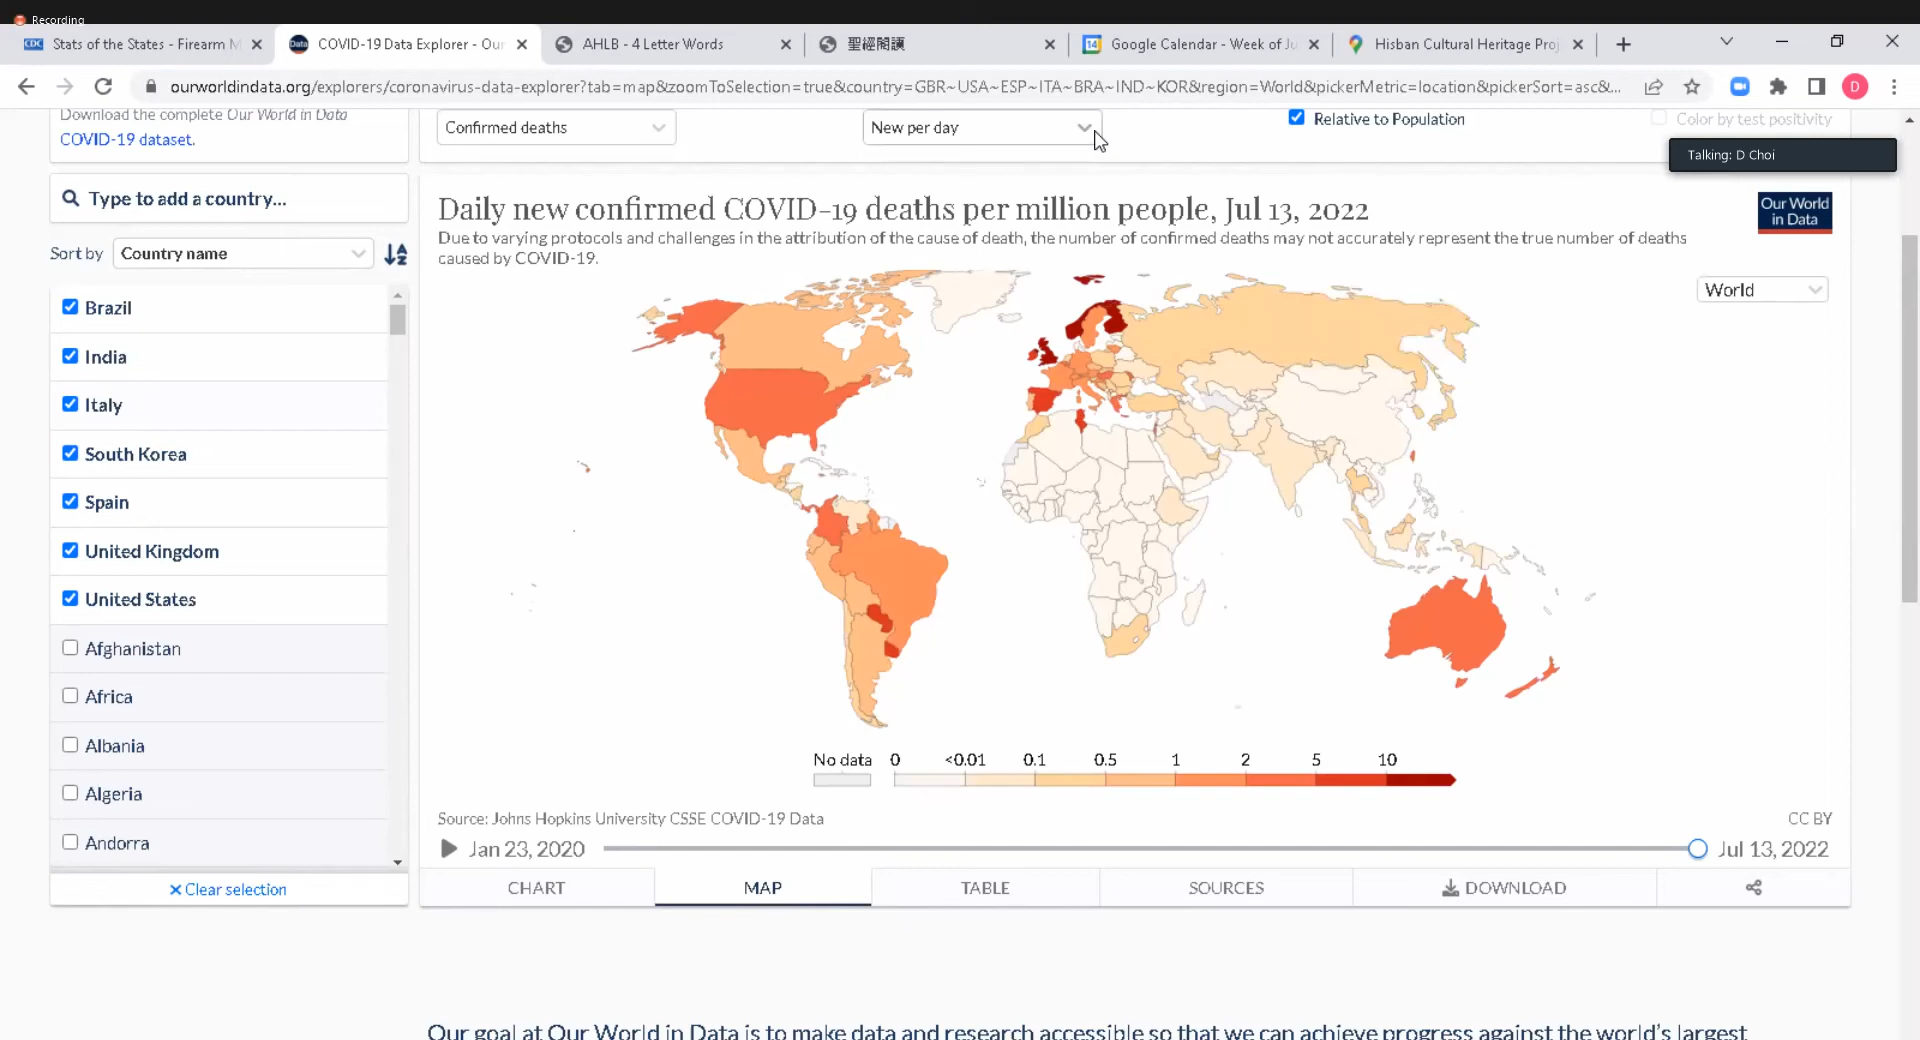 Recording
CDC Stats of the States - Firearm M
Data COVID-19 Data Explorer - Our
AHLB - 4 Letter Words
聖經閱讀
14 Google Calendar - Week of Ju
Hisban Cultural Heritage Proj
ourworldindata.org/explorers/coronavirus-data-explorer?tab=map&zoomToSelection=true&country=GBR~USA~ESP~ITA~BRA~IND~KOR&region=World&pickerMetric=location&pickerSort=asc&...
D
Download the complete Our World in Data
COVID-19 dataset.
Confirmed deaths
New per day
Relative to Population
Color by test positivity
Talking: D Choi
Type to add a country...
Sort by Country name
Brazil
India
Italy
South Korea
Spain
United Kingdom
United States
Afghanistan
Africa
Albania
Algeria
Andorra
Clear selection
Daily new confirmed COVID-19 deaths per million people, Jul 13, 2022
Our World
in Data
Due to varying protocols and challenges in the attribution of the cause of death, the number of confirmed deaths may not accurately represent the true number of deaths
caused by COVID-19.
World
No data 0 <0.01 0.1 0.5 1 2 5 10
Source: Johns Hopkins University CSSE COVID-19 Data
CC BY
Jan 23, 2020
Jul 13, 2022
CHART MAP TABLE SOURCES DOWNLOAD
Our goal at Our World in Data is to make data and research accessible so that we can achieve progress against the world's largest